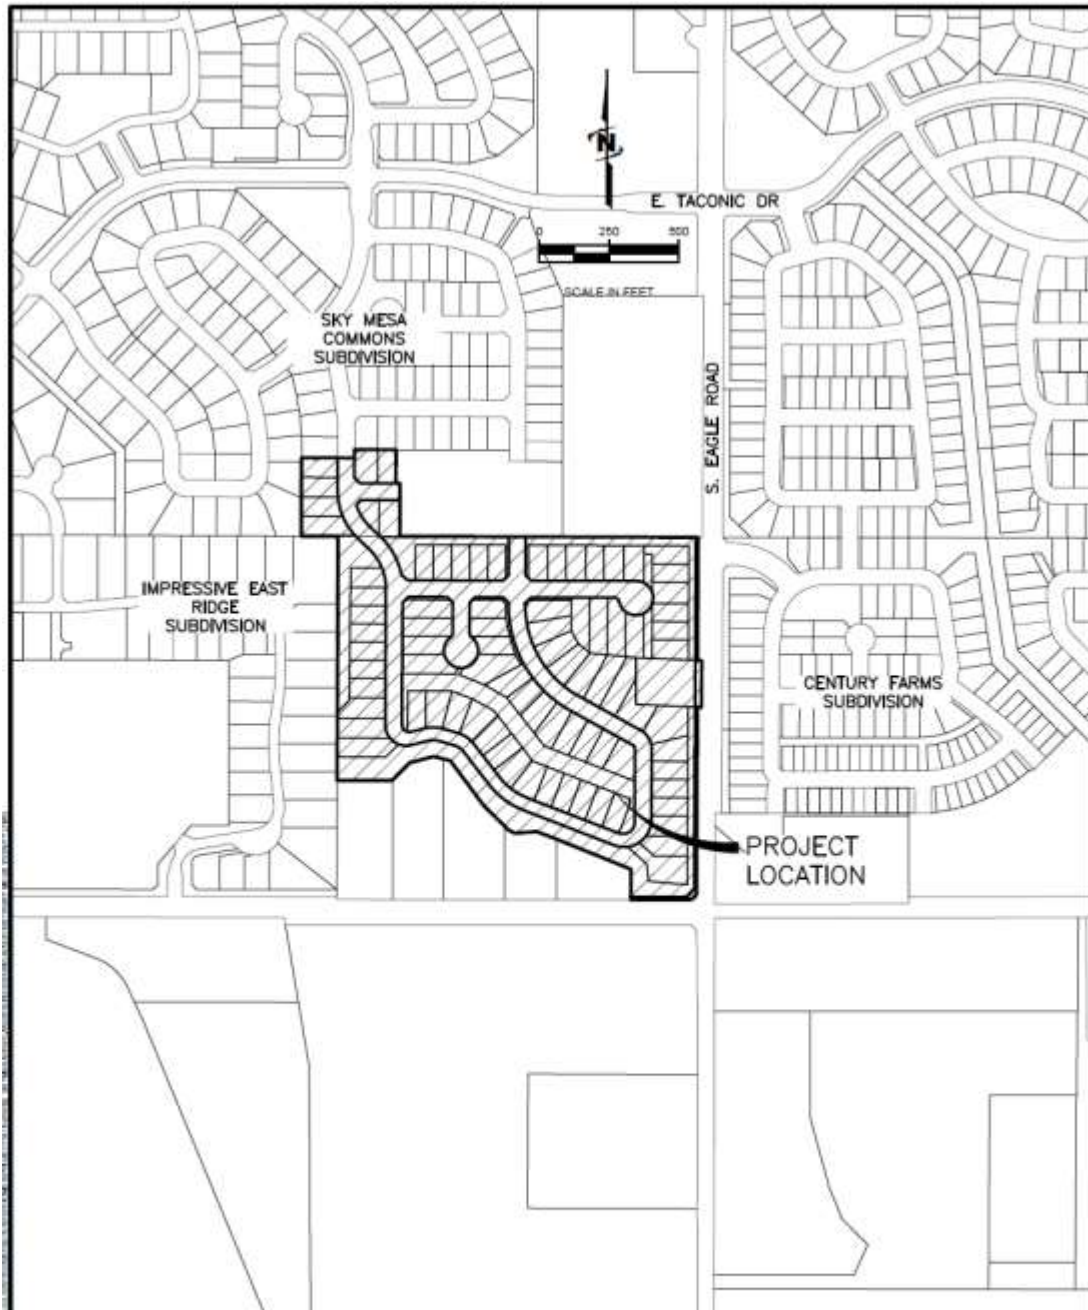 N
E. TACONIC DR
0 250 500
SCALE IN FEET
SKY MESA
COMMONS
SUBDIVISION
S. EAGLE ROAD
IMPRESSIVE EAST
RIDGE
SUBDIVISION
CENTURY FARMS
SUBDIVISION
PROJECT
LOCATION